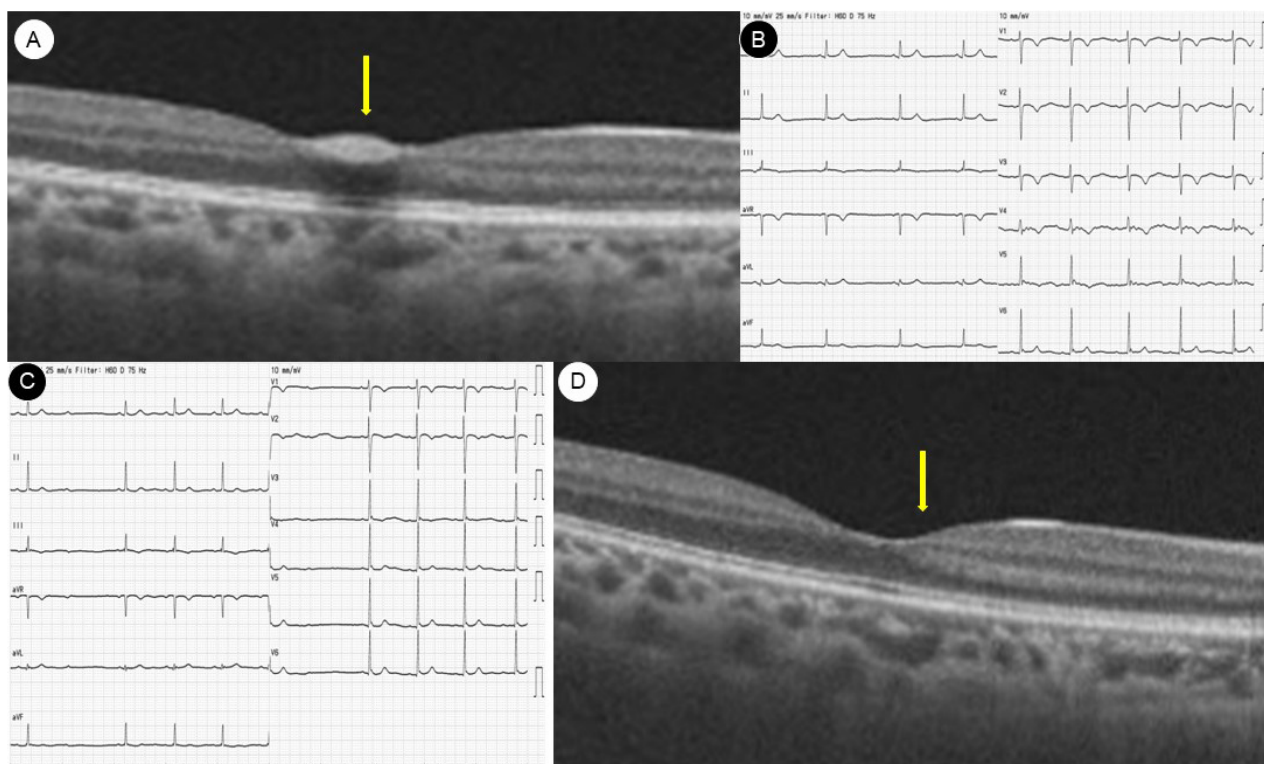 A
B
10 mm/mV 25 mm/s Filter: H60 D 75 Hz
10 mm/mV
II
III
aVR
aVL
aVF
V1
V2
V3
V4
V5
V6
C
25 mm/s Filter: H60 D 75 Hz
10 mm/mV
II
III
aVR
aVL
aVF
V1
V2
V3
V4
V5
V6
D